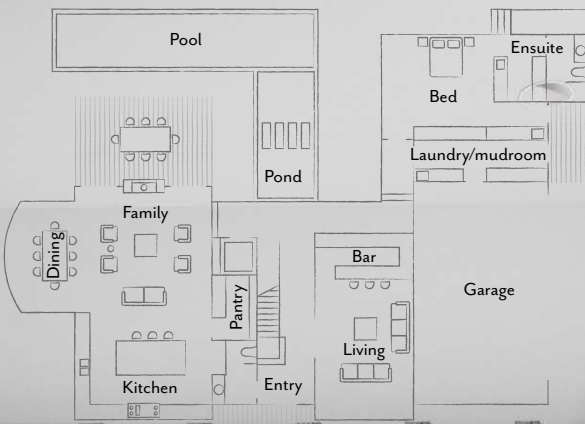 Pool
Ensuite
Bed
Laundry/mudroom
Pond
Family
Dining
Bar
Garage
Pantry
Living
Kitchen
Entry